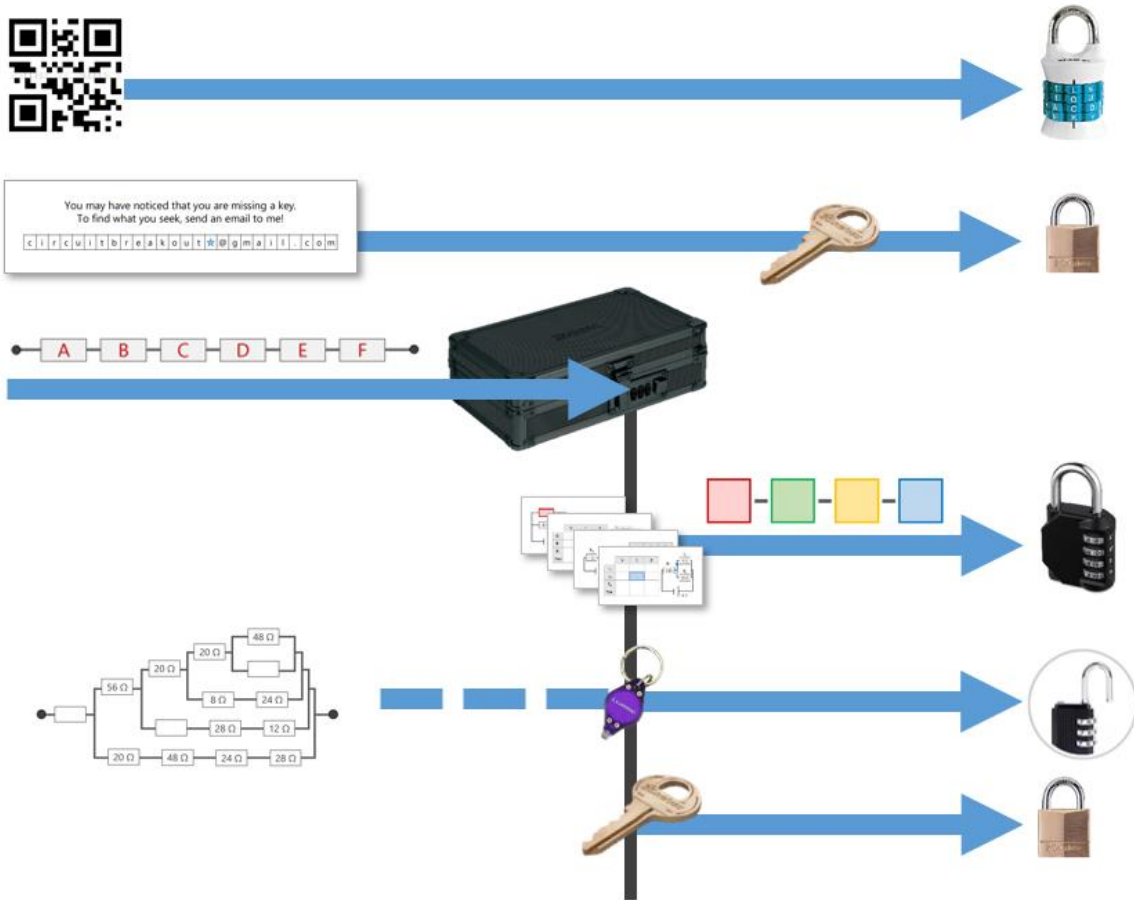 You may have noticed that you are missing a key.
To find what you seek, send an email to me!
circuitbreakout☆@gmail.com
A B C D E F
48 Ω
20 Ω
20 Ω
56 Ω
8 Ω 24 Ω
28 Ω 12 Ω
20 Ω 48 Ω 24 Ω 28 Ω